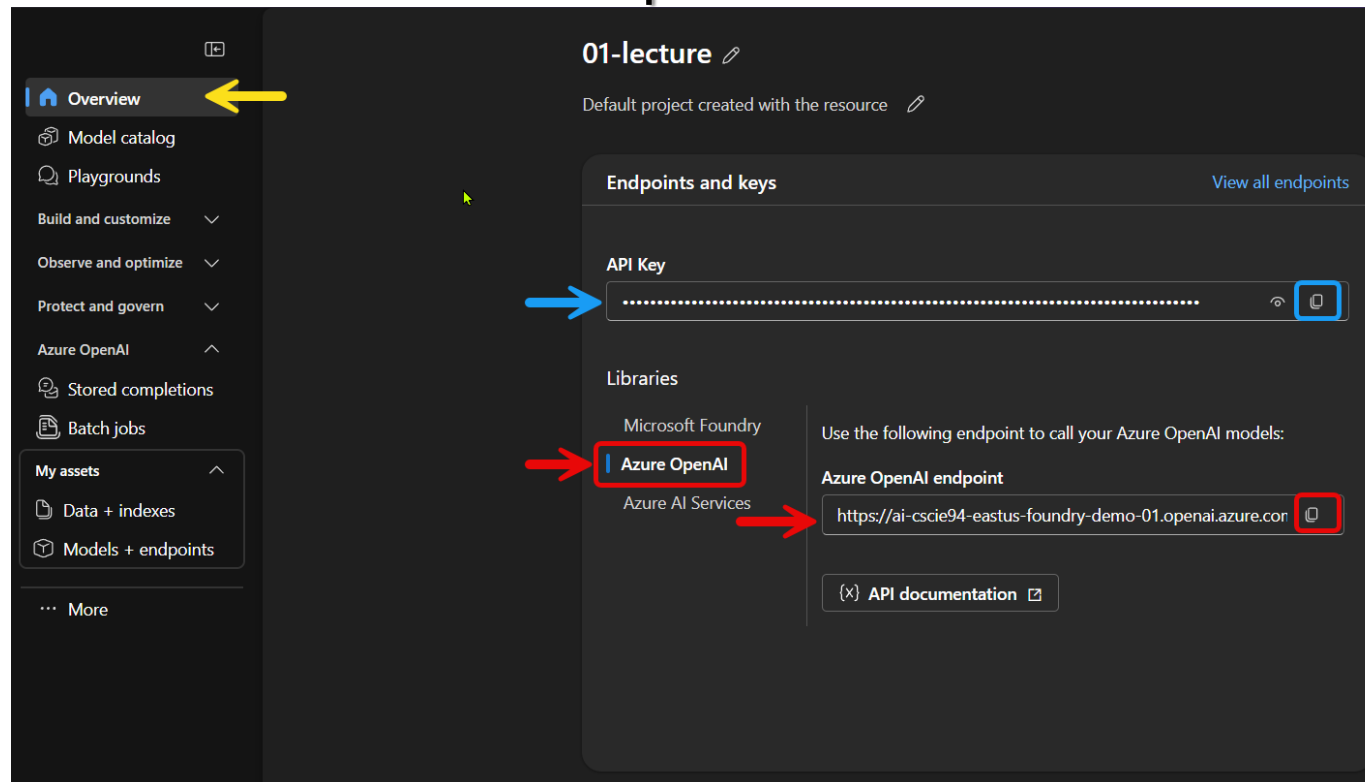 Overview
Model catalog
Playgrounds
Build and customize
Observe and optimize
Protect and govern
Azure OpenAI
Stored completions
Batch jobs
My assets
Data + indexes
Models + endpoints
... More
01-lecture
Default project created with the resource
Endpoints and keys
View all endpoints
API Key
Libraries
Microsoft Foundry
Azure OpenAI
Azure AI Services
Use the following endpoint to call your Azure OpenAI models:
Azure OpenAI endpoint
https://ai-cscie94-eastus-foundry-demo-01.openai.azure.con
{x} API documentation